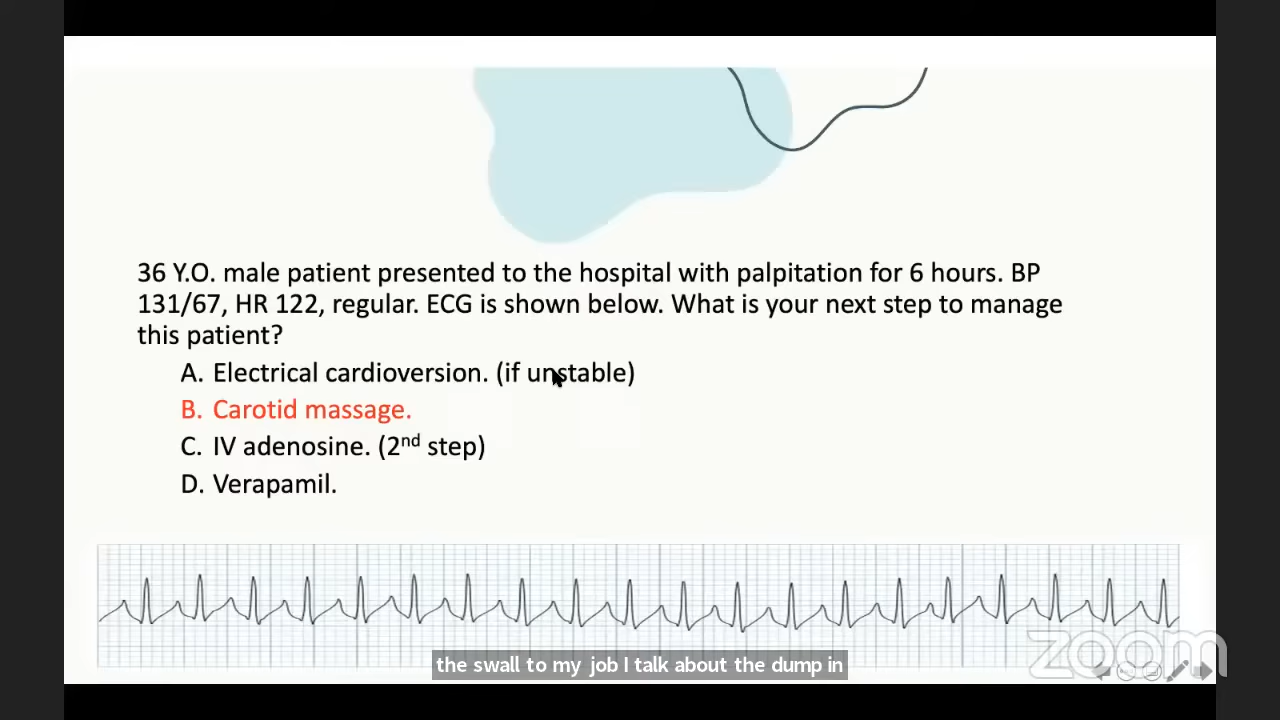 36 Y.O. male patient presented to the hospital with palpitation for 6 hours. BP
131/67, HR 122, regular. ECG is shown below. What is your next step to manage
this patient?
A. Electrical cardioversion. (if unstable)
B. Carotid massage.
C. IV adenosine. (2nd step)
D. Verapamil.
zoom
the swall to my job I talk about the dump in